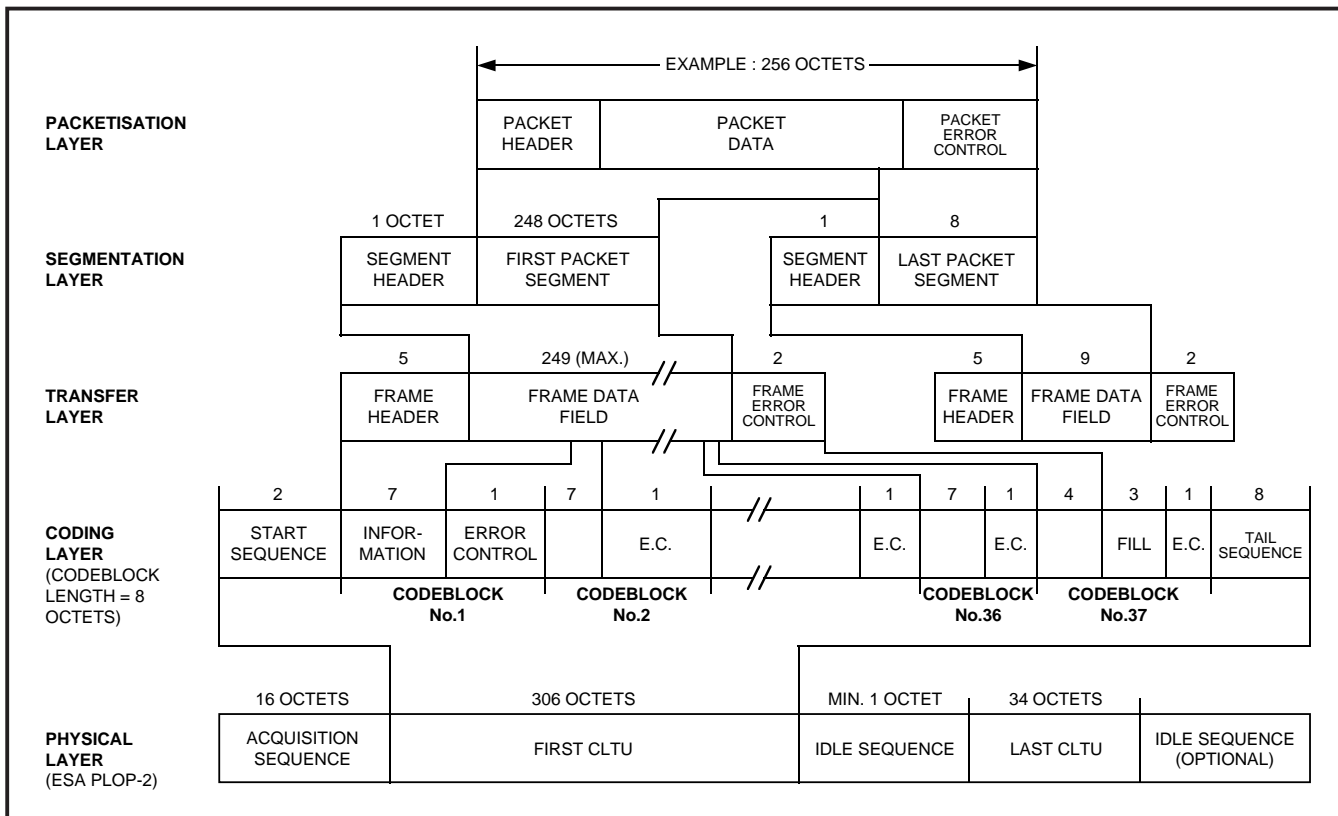 EXAMPLE : 256 OCTETS
PACKETISATION
LAYER
PACKET
HEADER
PACKET
DATA
PACKET
ERROR
CONTROL
1 OCTET
248 OCTETS
1
8
SEGMENTATION
LAYER
SEGMENT
HEADER
FIRST PACKET
SEGMENT
SEGMENT
HEADER
LAST PACKET
SEGMENT
5
249 (MAX.)
2
5
9
2
TRANSFER
LAYER
FRAME
HEADER
FRAME DATA
FIELD
FRAME
ERROR
CONTROL
FRAME
HEADER
FRAME DATA
FIELD
FRAME
ERROR
CONTROL
2
7
1
7
1
1
7
1
4
3
1
8
CODING
LAYER
(CODEBLOCK
LENGTH = 8
OCTETS)
START
SEQUENCE
INFOR-
MATION
ERROR
CONTROL
E.C.
E.C.
E.C.
FILL
E.C.
TAIL
SEQUENCE
CODEBLOCK
No.1
CODEBLOCK
No.2
CODEBLOCK
No.36
CODEBLOCK
No.37
16 OCTETS
306 OCTETS
MIN. 1 OCTET
34 OCTETS
PHYSICAL
LAYER
(ESA PLOP-2)
ACQUISITION
SEQUENCE
FIRST CLTU
IDLE SEQUENCE
LAST CLTU
IDLE SEQUENCE
(OPTIONAL)